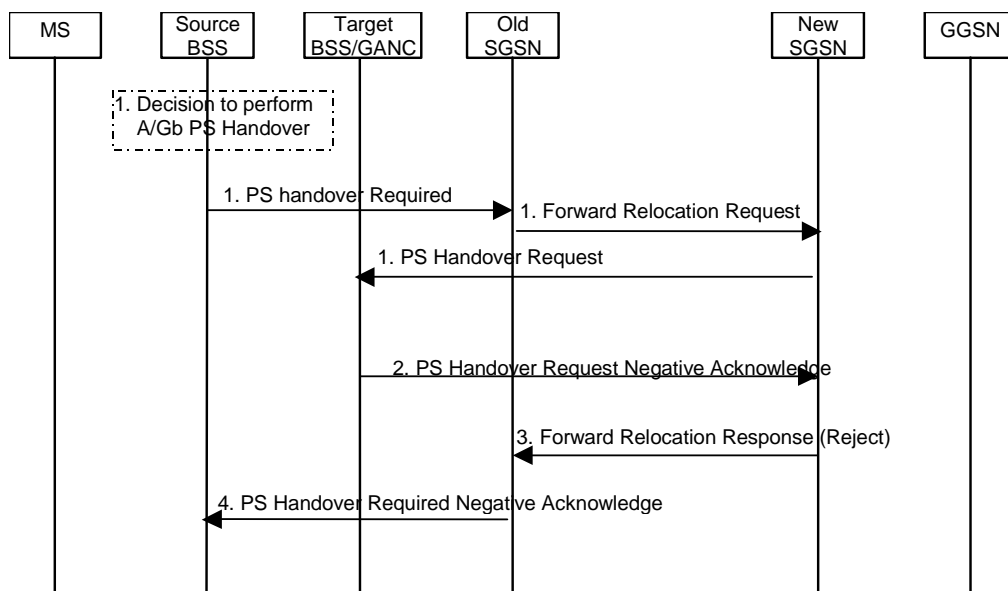 MS
Source
BSS
Target
BSS/GANC
Old
SGSN
New
SGSN
GGSN
1. Decision to perform
A/Gb PS Handover
1. PS handover Required
1. Forward Relocation Request
1. PS Handover Request
2. PS Handover Request Negative Acknowledge
3. Forward Relocation Response (Reject)
4. PS Handover Required Negative Acknowledge